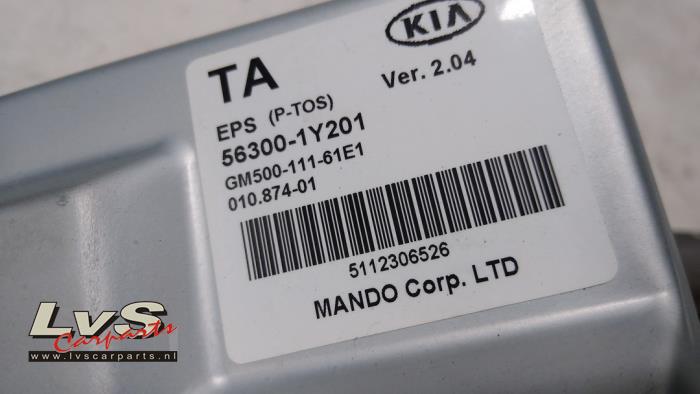 KIA
TA
Ver. 2.04
EPS (P-TOS)
56300-1Y201
GM500-111-61E1
010.874-01
5112306526
MANDO Corp. LTD
LvS
Carparts
www.lvscarparts.nl